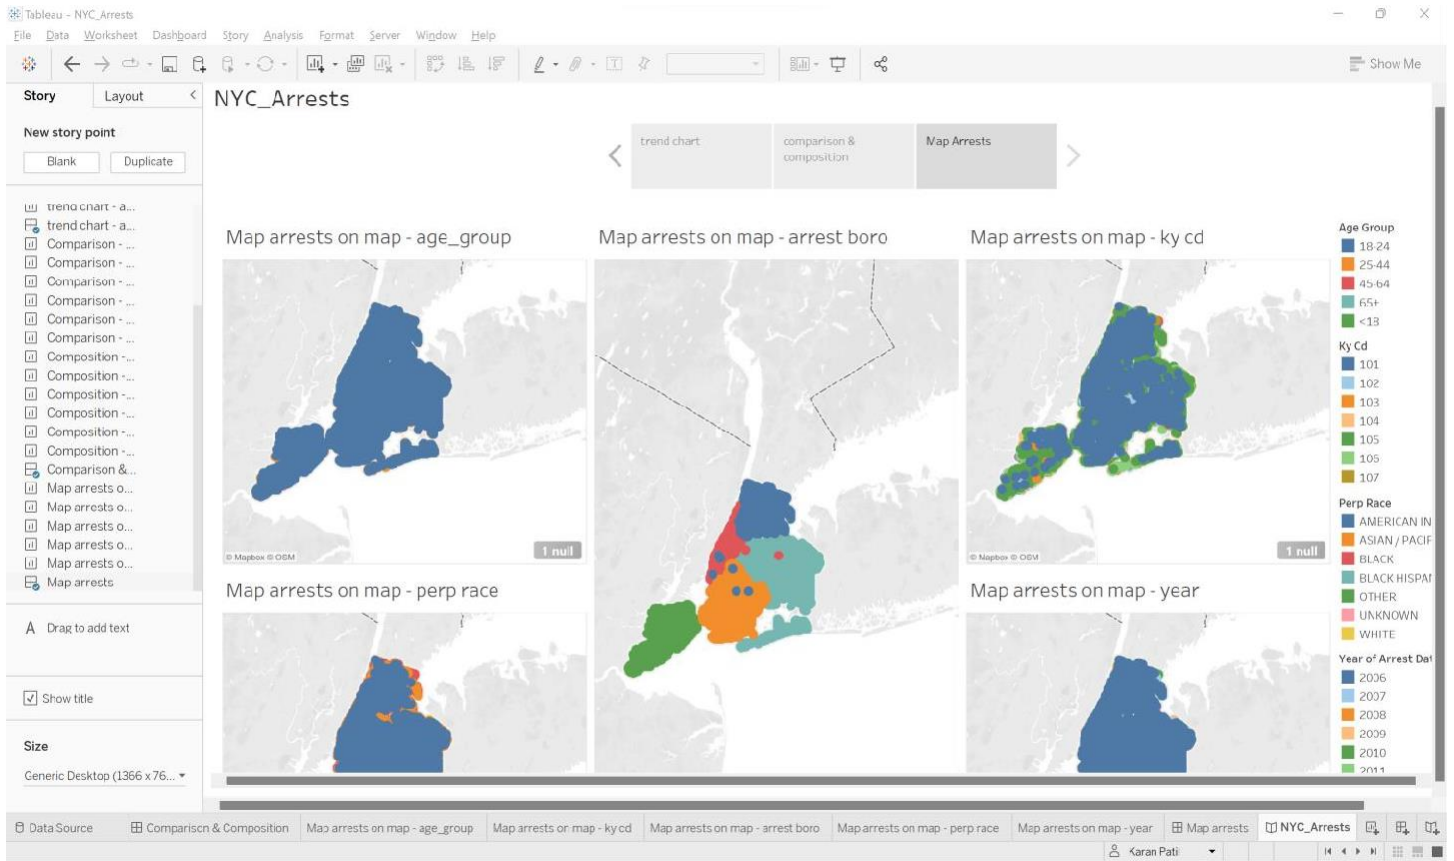 Tableau - NYC_Arrests
File Data Worksheet Dashboard Story Analysis Format Server Window Help
Show Me
Story Layout
New story point
Blank Duplicate
trend chart - a...
trend chart - a...
Comparison - ...
Comparison - ...
Comparison - ...
Comparison - ...
Comparison - ...
Comparison - ...
Composition -...
Composition -...
Composition -...
Composition -...
Composition -...
Composition -...
Comparison &...
Map arrests o...
Map arrests o...
Map arrests o...
Map arrests o...
Map arrests o...
Map arrests
A Drag to add text
Show title
Size
Generic Desktop (1366 x 76...
NYC_Arrests
trend chart
comparison &
composition
Map Arrests
Map arrests on map - age_group
© Mapbox © OSM
1 null
Map arrests on map - arrest boro
Map arrests on map - ky cd
© Mapbox © OSM
1 null
Map arrests on map - perp race
Map arrests on map - year
Age Group
18-24
25-44
45-64
65+
<18
Ky Cd
101
102
103
104
105
106
107
Perp Race
AMERICAN IN
ASIAN / PACIF
BLACK
BLACK HISPAN
OTHER
UNKNOWN
WHITE
Year of Arrest Dat
2006
2007
2008
2009
2010
2011
Data Source Comparison & Composition Map arrests on map - age_group Map arrests on map - ky cd Map arrests on map - arrest boro Map arrests on map - perp race Map arrests on map - year Map arrests NYC_Arrests
Karan Patil